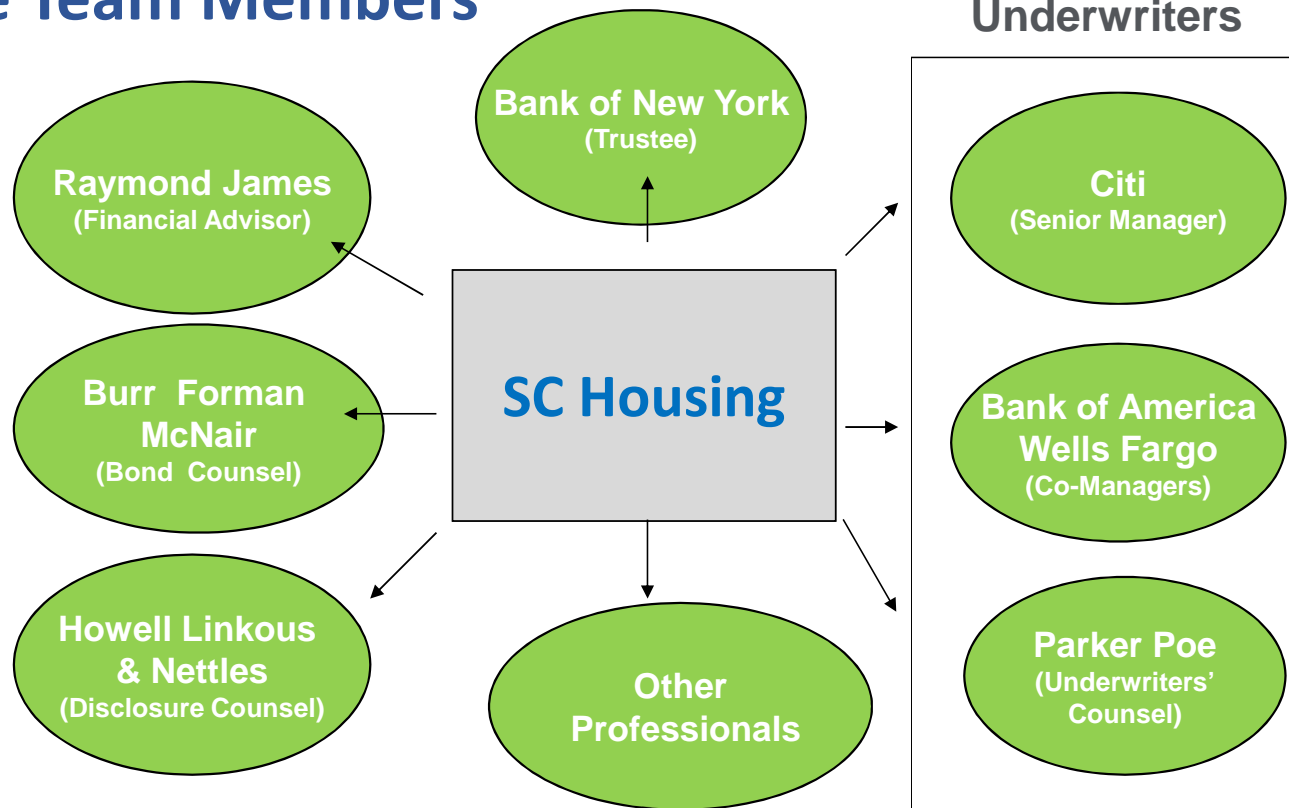 Team Members
Underwriters
Bank of New York
(Trustee)
Raymond James
(Financial Advisor)
Citi
(Senior Manager)
SC Housing
Burr Forman
McNair
(Bond Counsel)
Bank of America
Wells Fargo
(Co-Managers)
Howell Linkous
& Nettles
(Disclosure Counsel)
Other
Professionals
Parker Poe
(Underwriters’
Counsel)